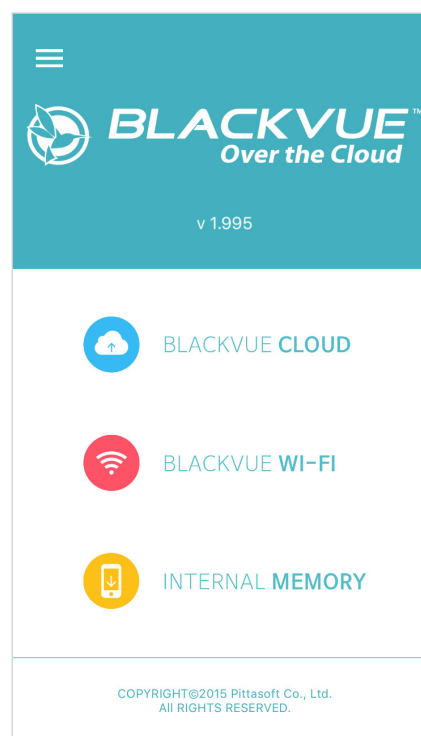 BLACKVUE™
Over the Cloud
v 1.995
BLACKVUE CLOUD
BLACKVUE WI-FI
INTERNAL MEMORY
COPYRIGHT©2015 Pittasoft Co., Ltd.
All RIGHTS RESERVED.